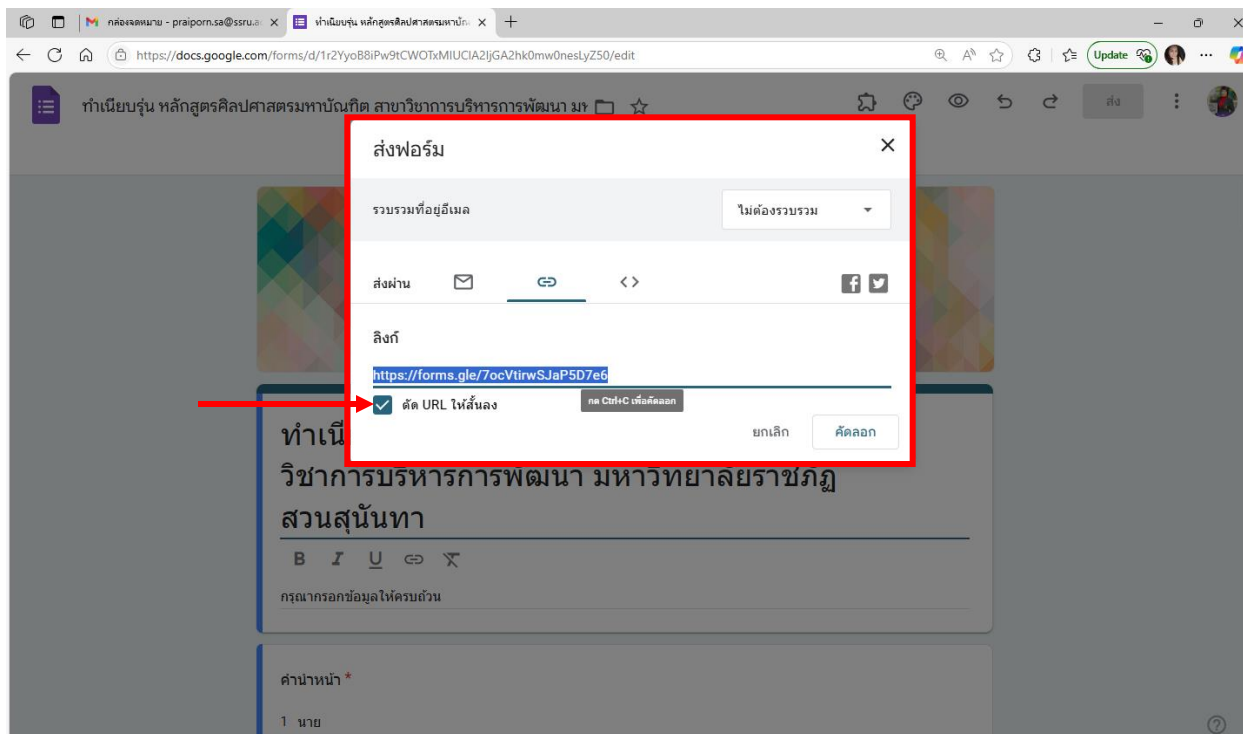 กล่องจดหมาย - praiporn.sa@ssru.a
ทำเนียบรุ่น หลักสูตรศิลปศาสตรมหาบัณ
https://docs.google.com/forms/d/1r2YyoB8iPw9tCWOTxMIUCIA2IjGA2hk0mw0nesLyZ50/edit
Update
ทำเนียบรุ่น หลักสูตรศิลปศาสตรมหาบัณฑิต สาขาวิชาการบริหารการพัฒนา มห
ส่ง
ส่งฟอร์ม
รวบรวมที่อยู่อีเมล
ไม่ต้องรวบรวม
ส่งผ่าน
ลิงก์
https://forms.gle/7ocVtirwSJaP5D7e6
ตัด URL ให้สั้นลง
กด Ctrl+C เพื่อคัดลอก
ยกเลิก
คัดลอก
ทำเนี
วิชาการบริหารการพัฒนา มหาวิทยาลัยราชภัฏ
สวนสุนันทา
B I U
กรุณากรอกข้อมูลให้ครบถ้วน
คำนำหน้า *
1 นาย